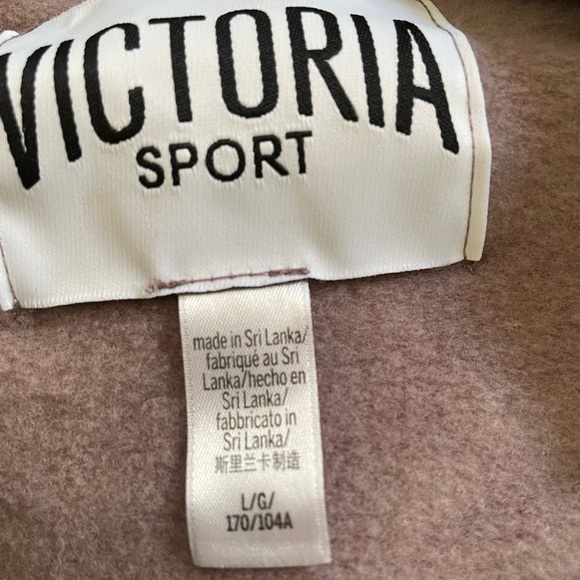 VICTORIA
SPORT
made in Sri Lanka/
fabriqué au Sri
Lanka/hecho en
Sri Lanka/
fabbricato in
Sri Lanka/
斯里兰卡制造
L/G/
170/104A